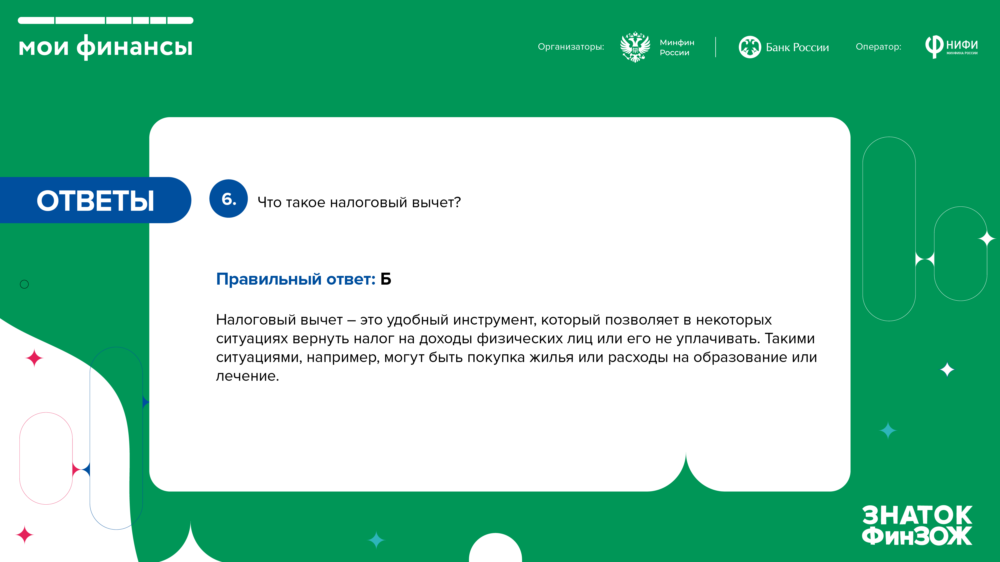 мои финансы
Организаторы:
Минфин
России
Банк России
Оператор:
НИФИ
МИНФИНА РОССИИ
ОТВЕТЫ
6.
Что такое налоговый вычет?
Правильный ответ: Б
Налоговый вычет – это удобный инструмент, который позволяет в некоторых
ситуациях вернуть налог на доходы физических лиц или его не уплачивать. Такими
ситуациями, например, могут быть покупка жилья или расходы на образование или
лечение.
ЗНАТОК
ФинЗОЖ